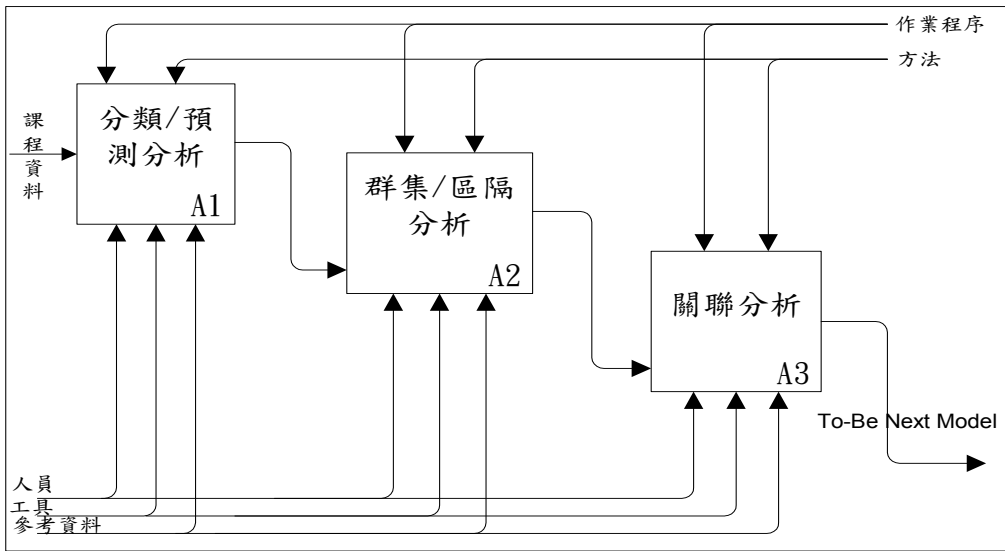 作業程序
方法
課程資料
分類/預
測分析
A1
群集/區隔
分析
A2
關聯分析
A3
To-Be Next Model
人員
工具
參考資料